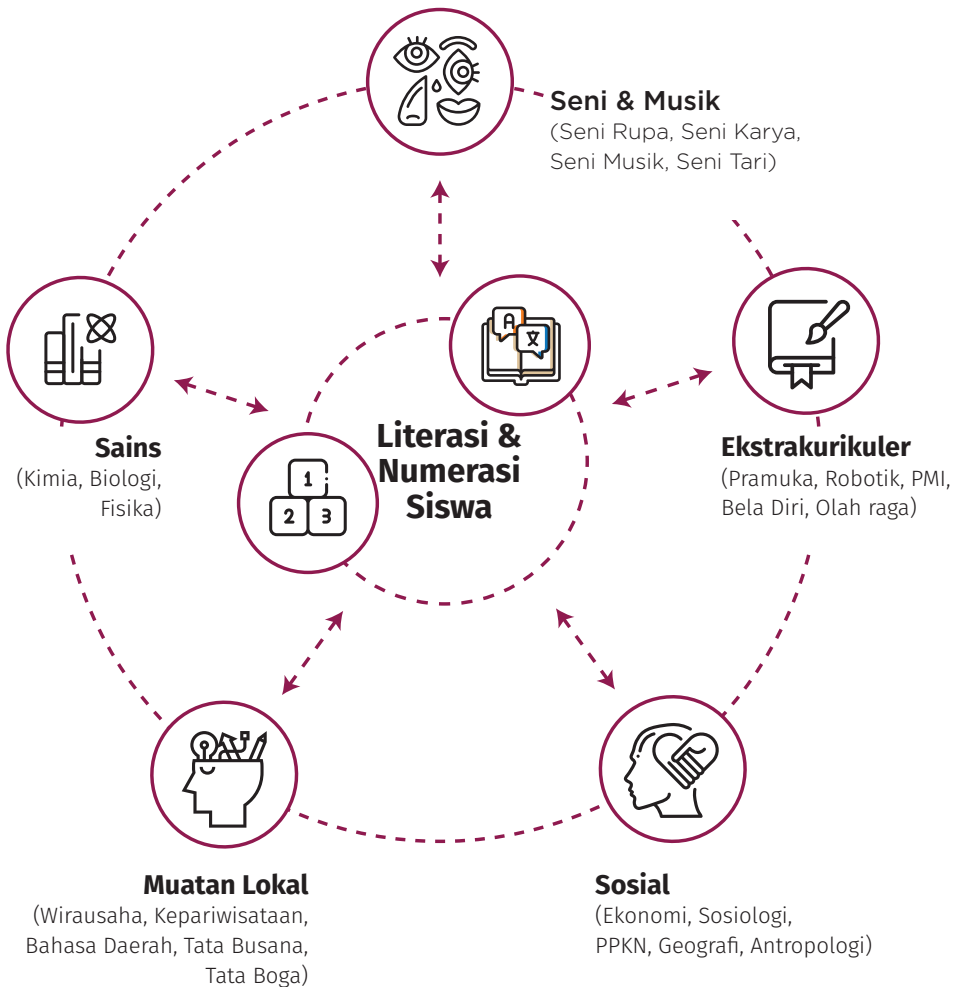 Seni & Musik
(Seni Rupa, Seni Karya,
Seni Musik, Seni Tari)
A
文
Literasi &
Numerasi
Siswa
1
2 3
Sains
(Kimia, Biologi,
Fisika)
Ekstrakurikuler
(Pramuka, Robotik, PMI,
Bela Diri, Olah raga)
Muatan Lokal
(Wirausaha, Kepariwisataan,
Bahasa Daerah, Tata Busana,
Tata Boga)
Sosial
(Ekonomi, Sosiologi,
PPKN, Geografi, Antropologi)